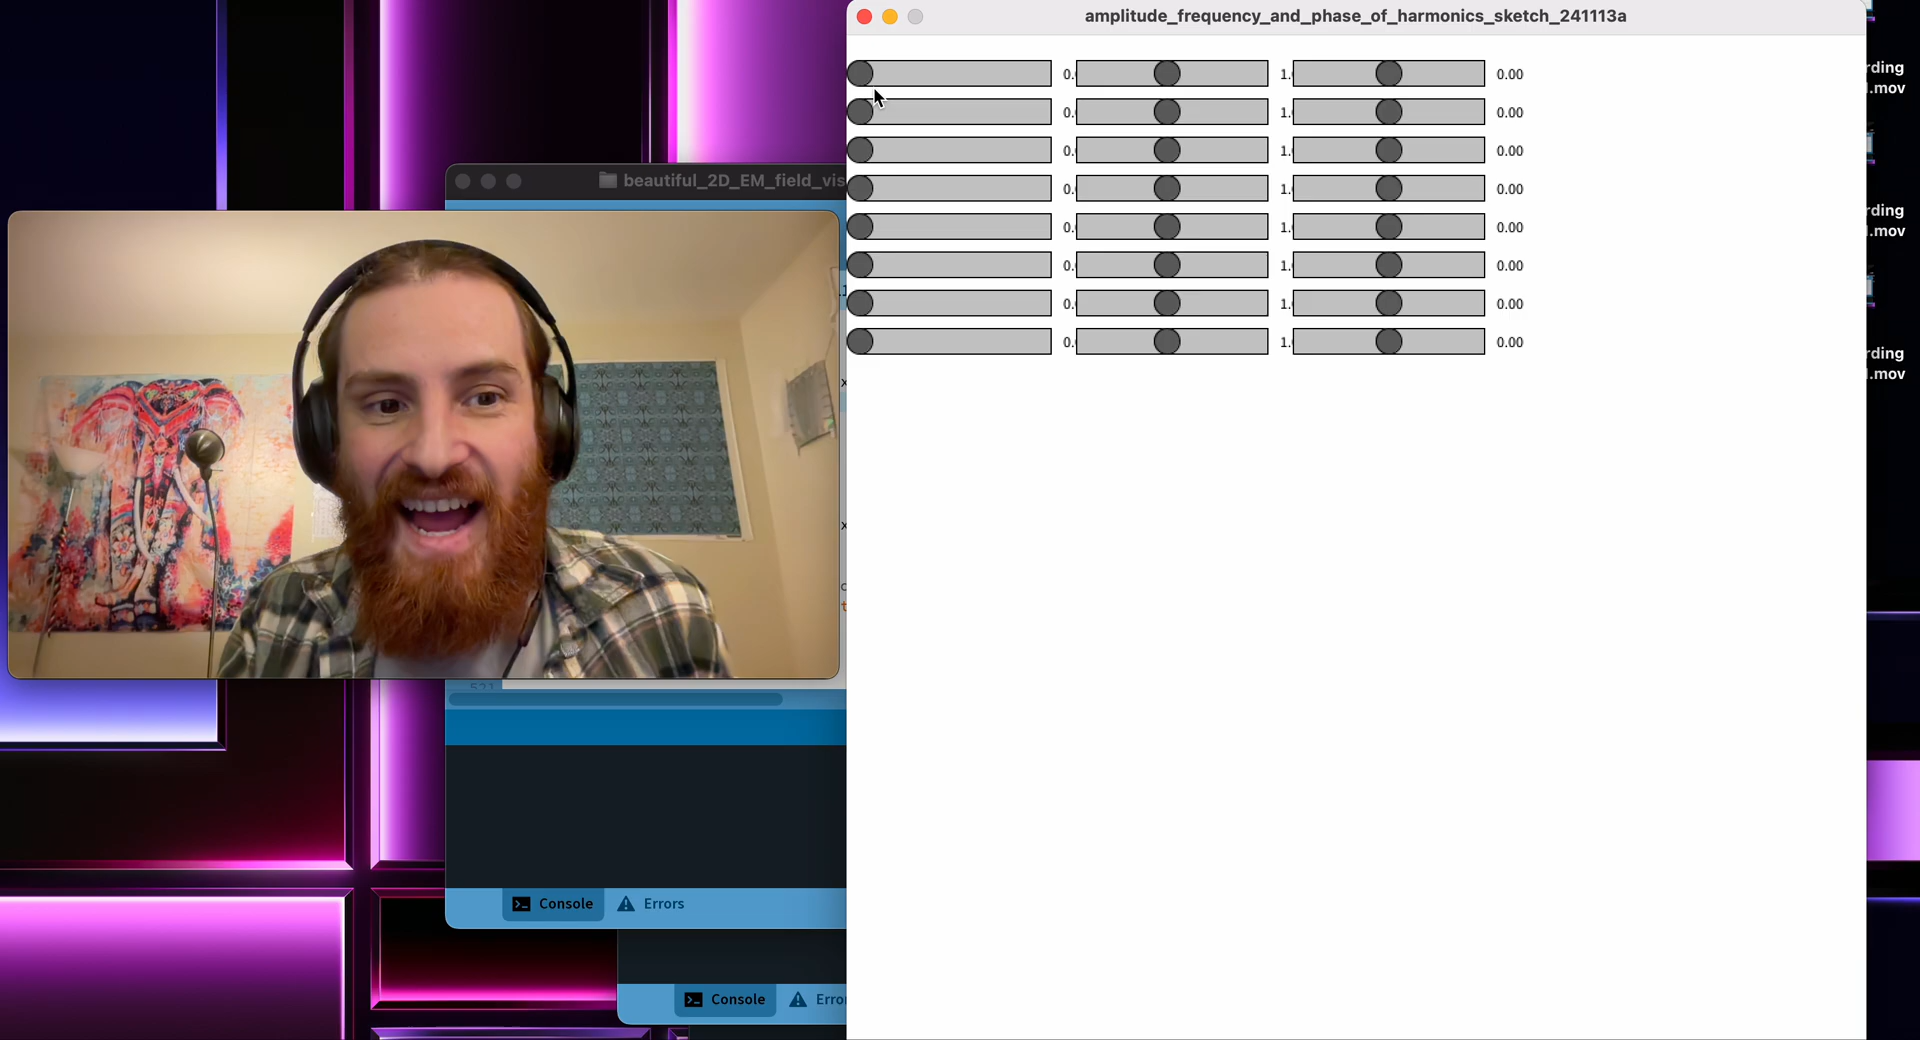 amplitude_frequency_and_phase_of_harmonics_sketch_241113a
beautiful_2D_EM_field_vis
0. 1. 0.00
0. 1. 0.00
0. 1. 0.00
0. 1. 0.00
0. 1. 0.00
0. 1. 0.00
0. 1. 0.00
0. 1. 0.00
rding
.mov
rding
.mov
rding
.mov
x
x
521
Console Errors
Console Erro